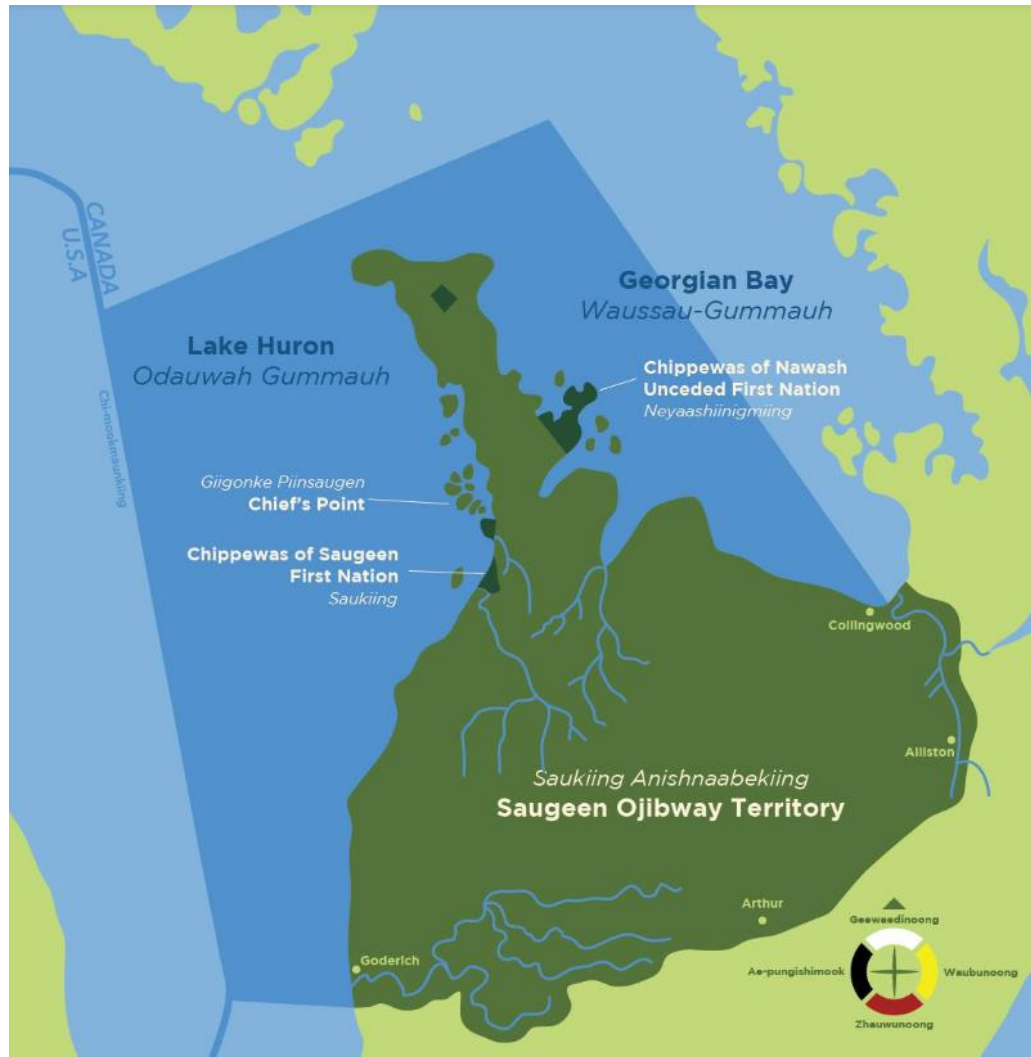 CANADA
U.S.A
Chi-mookmaunkiing
Georgian Bay
Waussau-Gummauh
Lake Huron
Odauwah Gummauh
Chippewas of Nawash
Unceded First Nation
Neyaashiinigmiing
Giigonke Piinsaugen
Chief's Point
Chippewas of Saugeen
First Nation
Saukiing
Collingwood
Alliston
Saukiing Anishnaabekiing
Saugeen Ojibway Territory
Arthur
Goderich
Geewaadinoong
Ae-pungishimook
Waubunoong
Zhauwunoong